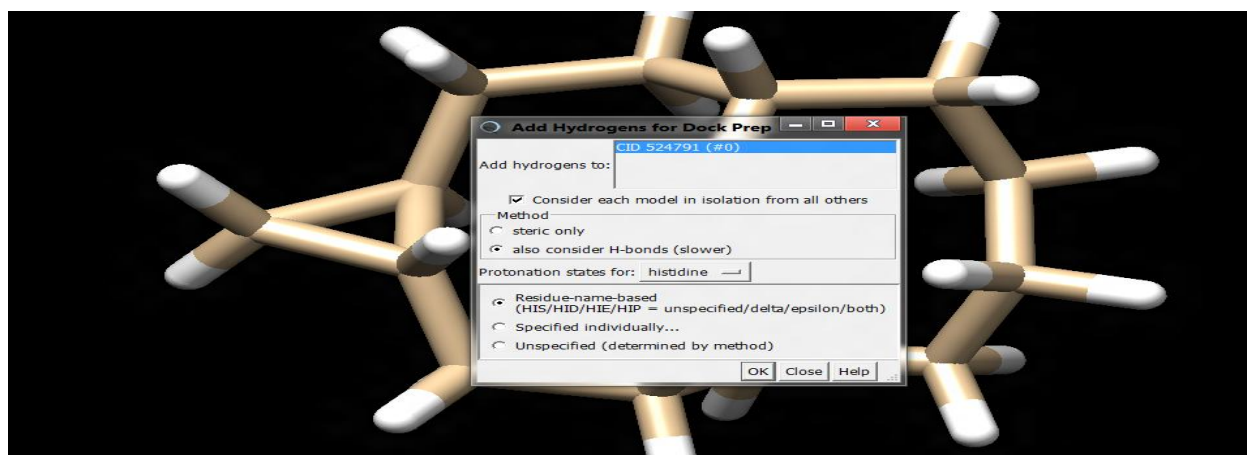 Add Hydrogens for Dock Prep
CID 524791 (#0)
Add hydrogens to:
Consider each model in isolation from all others
Method
steric only
also consider H-bonds (slower)
Protonation states for: histidine
Residue-name-based
(HIS/HID/HIE/HIP = unspecified/delta/epsilon/both)
Specified individually...
Unspecified (determined by method)
OK Close Help